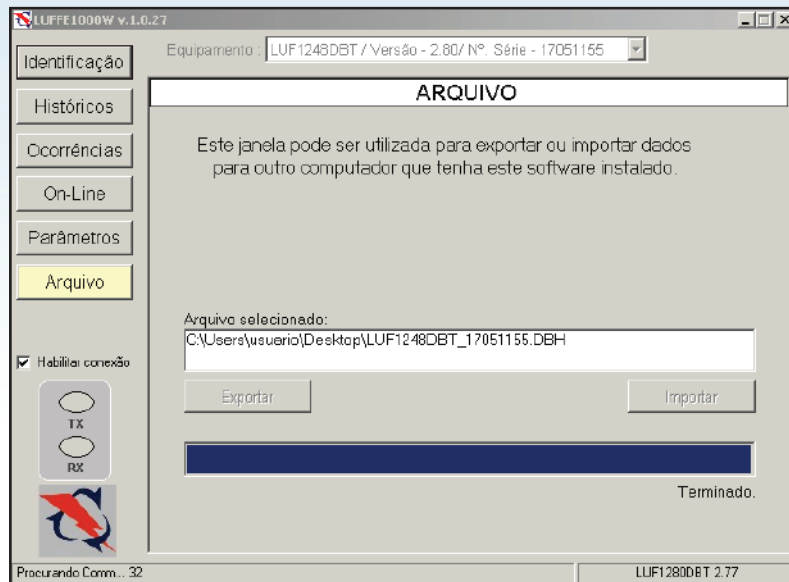 LUFFE1000W v.1.0.27
Equipamento : LUF1248DBT / Versão - 2.80/ Nº. Série - 17051155
Identificação
Históricos
Ocorrências
On-Line
Parâmetros
Arquivo
ARQUIVO
Este janela pode ser utilizada para exportar ou importar dados
para outro computador que tenha este software instalado.
Arquivo selecionado:
C:\Users\usuario\Desktop\LUF1248DBT_17051155.DBH
Exportar
Importar
Terminado.
Habilitar conexão
TX
RX
Procurando Comm... 32
LUF1280DBT 2.77